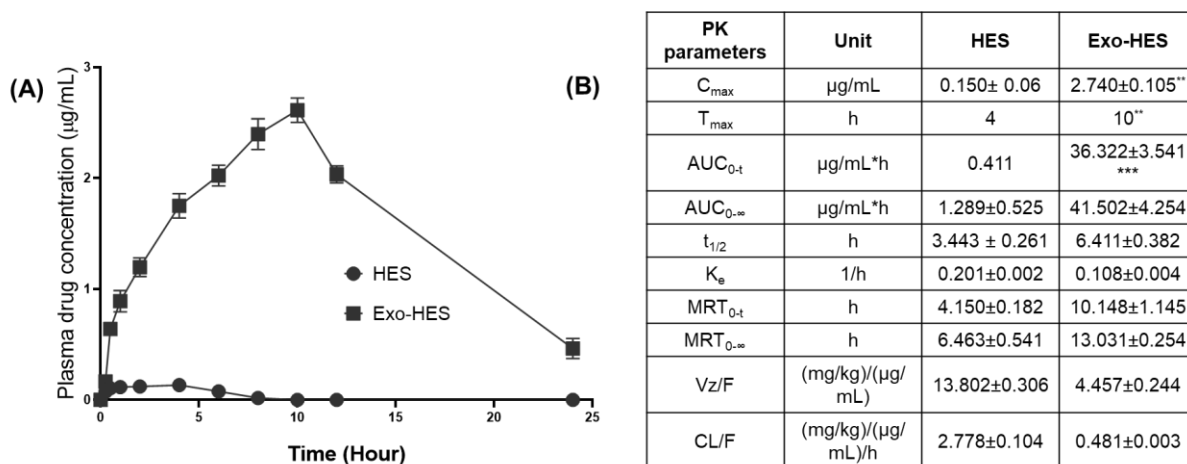 (A)
Plasma drug concentration (µg/mL)
3
2
1
0
0
5
10
15
20
25
HES
Exo-HES
Time (Hour)
(B)
PK parameters Unit HES Exo-HES
Cmax µg/mL 0.150± 0.06 2.740±0.105**
Tmax h 4 10**
AUC0-t µg/mL*h 0.411 36.322±3.541 ***
AUC0-∞ µg/mL*h 1.289±0.525 41.502±4.254
t1/2 h 3.443 ± 0.261 6.411±0.382
Ke 1/h 0.201±0.002 0.108±0.004
MRT0-t h 4.150±0.182 10.148±1.145
MRT0-∞ h 6.463±0.541 13.031±0.254
Vz/F (mg/kg)/(µg/mL) 13.802±0.306 4.457±0.244
CL/F (mg/kg)/(µg/mL)/h 2.778±0.104 0.481±0.003